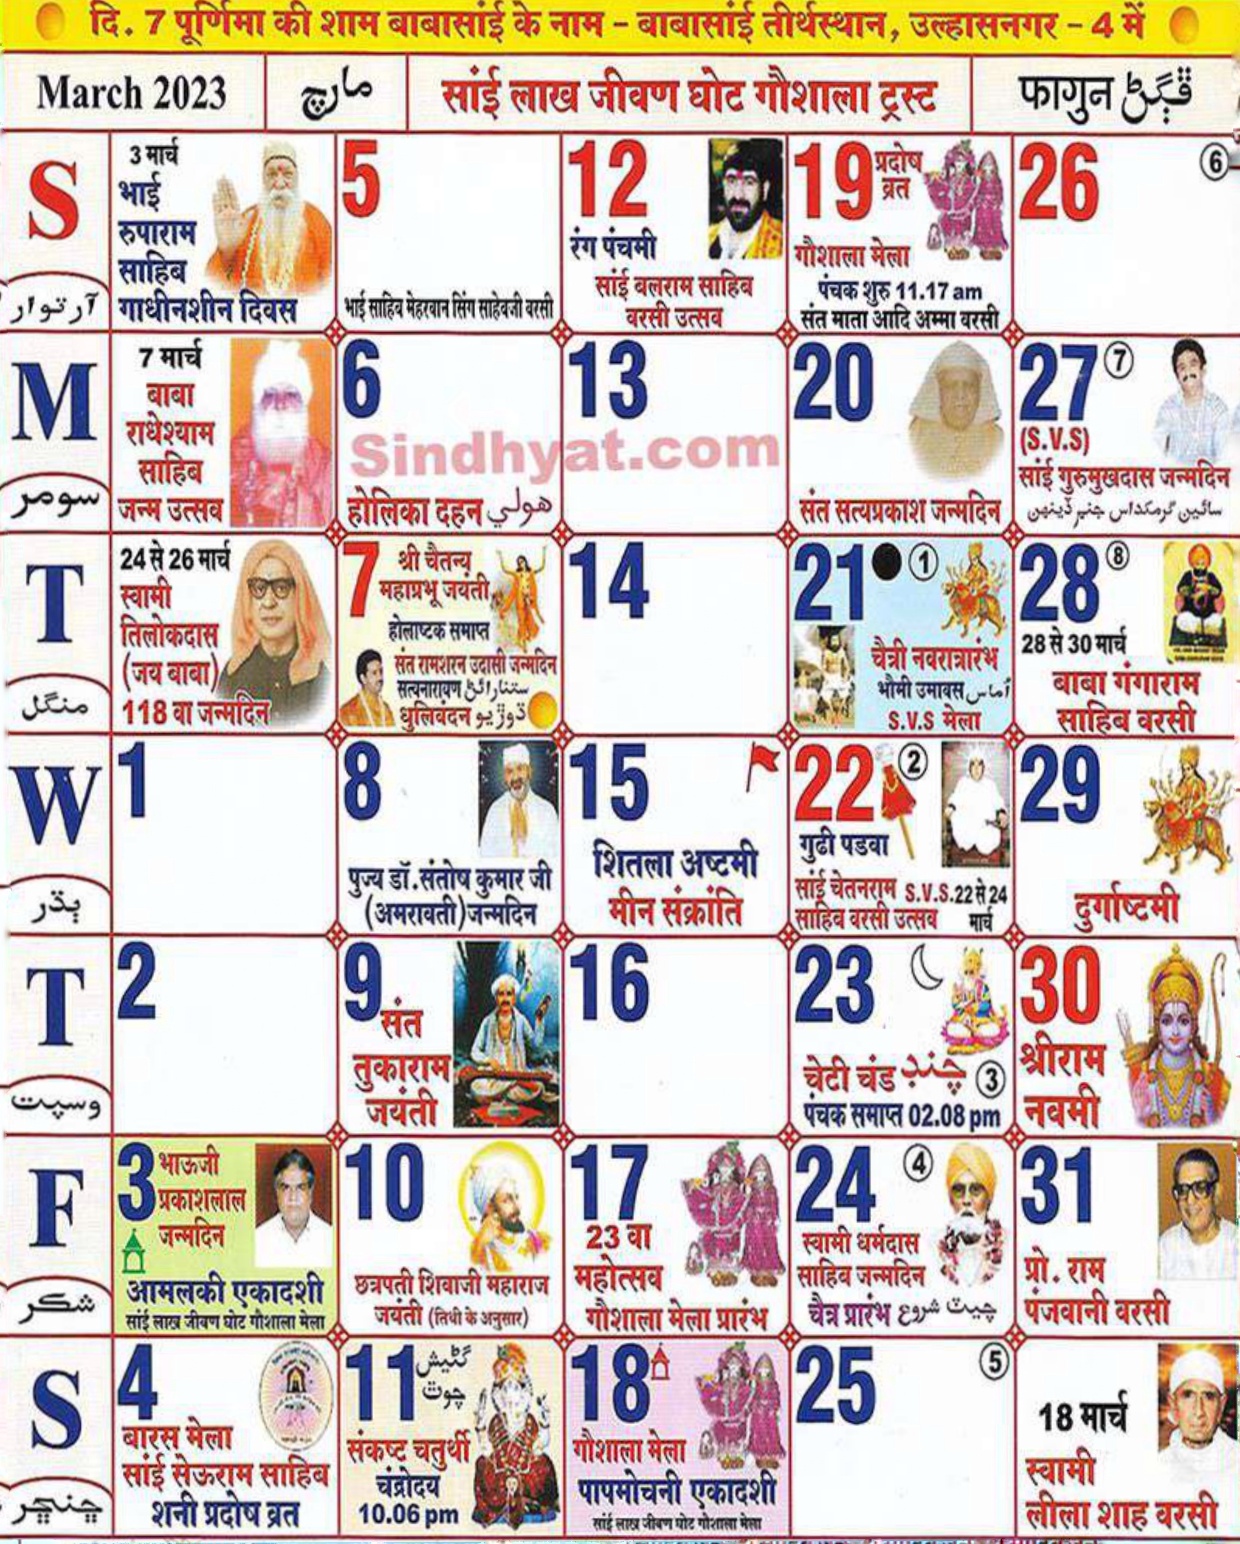 दि. 7 पूर्णिमा की शाम बाबासांई के नाम - बाबासांई तीर्थस्थान, उल्हासनगर - 4 में
March 2023 مارچ सांई लाख जीवण घोट गौशाला ट्रस्ट फागुन ڦڳڻ
S
آرتوار
3 मार्च
भाई
रुपाराम
साहिब
गाधीनशीन दिवस
5
भाई साहिब मेहरवान सिंग साहेबजी वरसी
12
रंग पंचमी
सांई बलराम साहिब
वरसी उत्सव
19 प्रदोष
व्रत
गौशाला मेला
पंचक शुरु 11.17 am
संत माता आदि अम्मा वरसी
26 6
M
سومر
7 मार्च
बाबा
राधेश्याम
साहिब
जन्म उत्सव
6
Sindhyat.com
होलिका दहन هولي
13
20
संत सत्यप्रकाश जन्मदिन
27 7
(S.V.S)
सांई गुरुमुखदास जन्मदिन
سائين گرمکداس جنم ڏينهن
T
منگل
24 से 26 मार्च
स्वामी
तिलोकदास
(जय बाबा)
118 वा जन्मदिन
7 श्री चैतन्य
महाप्रभू जयंती
होलाष्टक समाप्त
संत रामशरन उदासी जन्मदिन
सत्यनारायण ستنارائڻ
धुलिवंदन ڌوڙيو
14
21 1
चैत्री नवरात्रारंभ
भौमी उमावस اُماس
S.V.S मेला
28 8
28 से 30 मार्च
बाबा गंगाराम
साहिब वरसी
W
ٻڌر
1
8
पुज्य डॉ.संतोष कुमार जी
(अमरावती)जन्मदिन
15
शितला अष्टमी
मीन संक्रांति
22 2
गुढी पडवा
सांई चेतनराम S.V.S.22 से 24
साहिब वरसी उत्सव मार्च
29
दुर्गाष्टमी
T
وسپت
2
9
संत
तुकाराम
जयंती
16
23
चेटी चंड چنڊ 3
पंचक समाप्त 02.08 pm
30
श्रीराम
नवमी
F
شڪر
3 भाऊजी
प्रकाशलाल
जन्मदिन
आमलकी एकादशी
सांई लाख जीवण घोट गौशाला मेला
10
छत्रपती शिवाजी महाराज
जयंती (तिथी के अनुसार)
17
23 वा
महोत्सव
गौशाला मेला प्रारंभ
24 4
स्वामी धर्मदास
साहिब जन्मदिन
चैत्र प्रारंभ چيٽ شروع
31
प्रो. राम
पंजवानी वरसी
S
ڇنڇر
4
बारस मेला
सांई सेऊराम साहिब
शनी प्रदोष व्रत
11 گڻيش
چوٿ
संकष्ट चतुर्थी
चंद्रोदय
10.06 pm
18
गौशाला मेला
पापमोचनी एकादशी
सांई लाख जीवण घोट गौशाला मेला
25 5
18 मार्च
स्वामी
लीला शाह वरसी